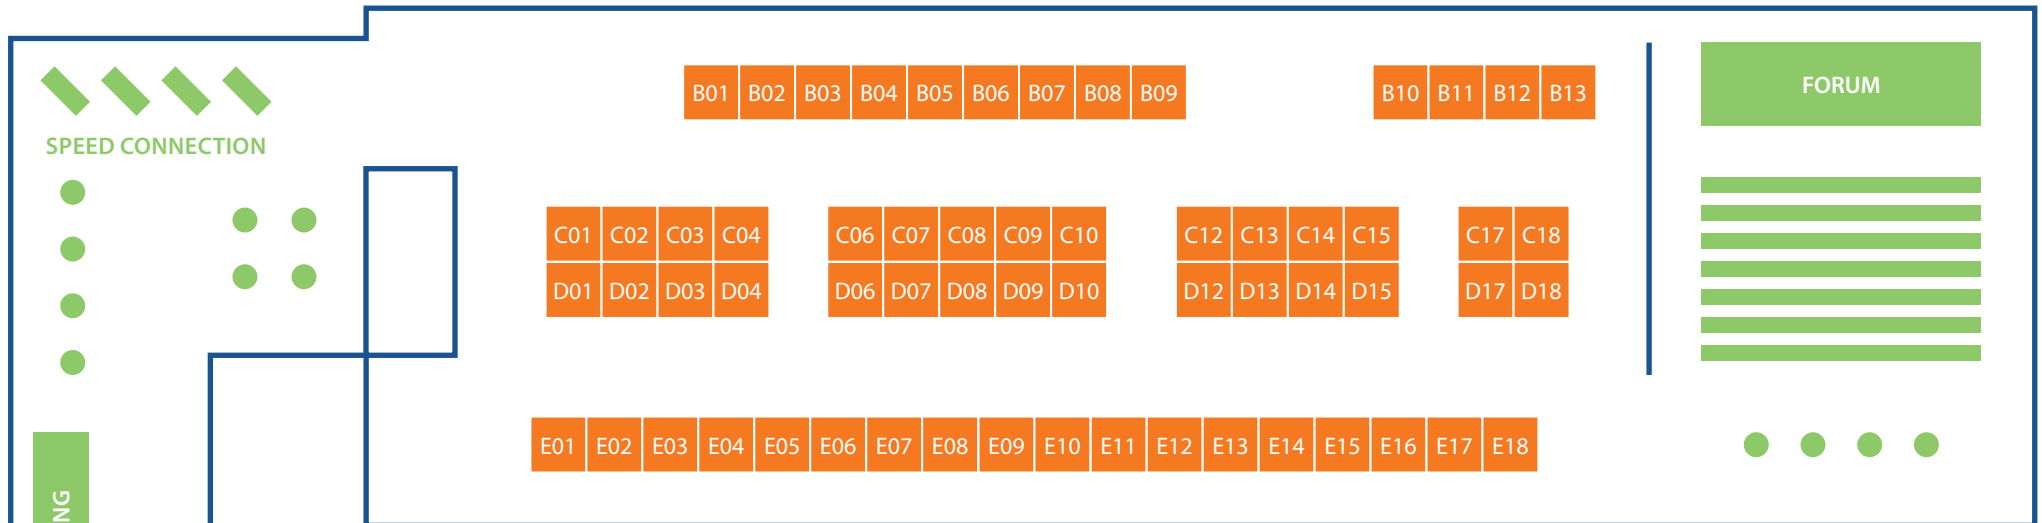 B01 B02 B03 B04 B05 B06 B07 B08 B09 B10 B11 B12 B13
FORUM
SPEED CONNECTION
C01 C02 C03 C04 C06 C07 C08 C09 C10 C12 C13 C14 C15 C17 C18
D01 D02 D03 D04 D06 D07 D08 D09 D10 D12 D13 D14 D15 D17 D18
E01 E02 E03 E04 E05 E06 E07 E08 E09 E10 E11 E12 E13 E14 E15 E16 E17 E18